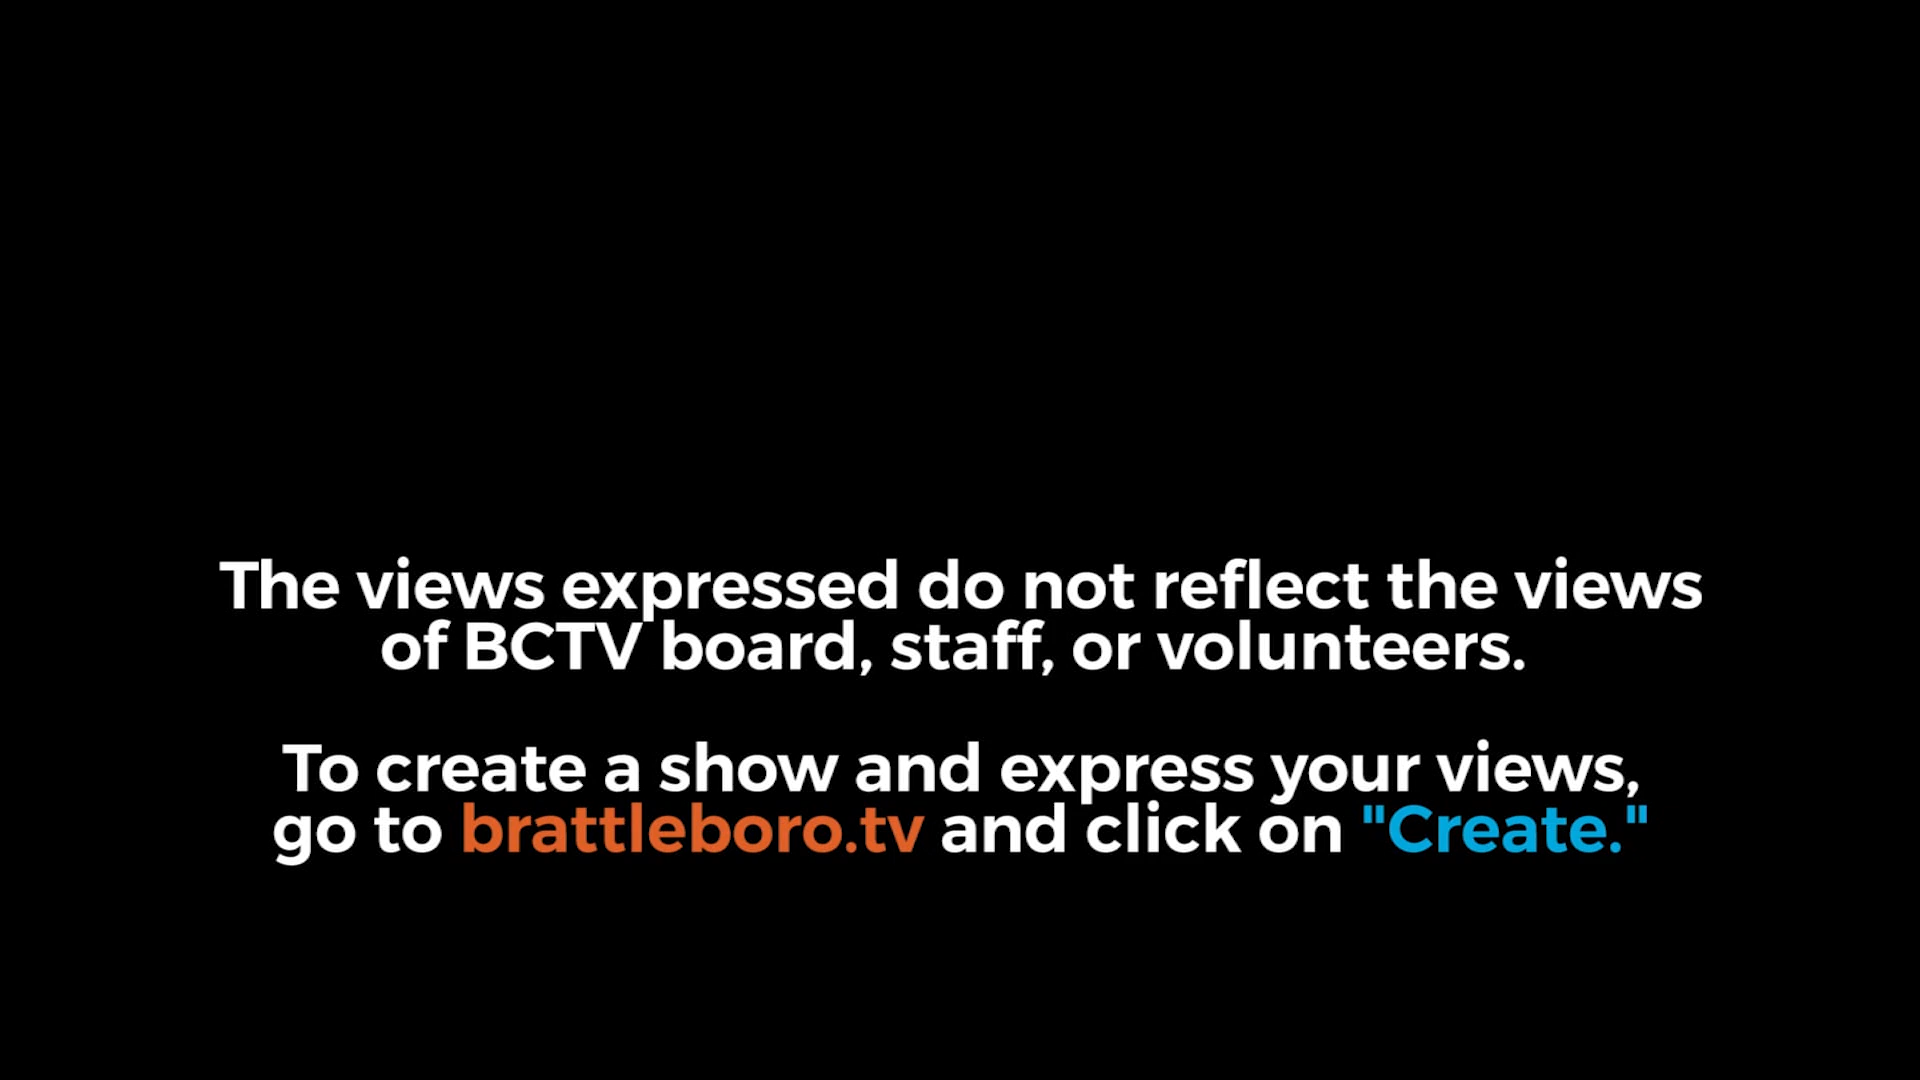 The views expressed do not reflect the views
of BCTV board, staff, or volunteers.
To create a show and express your views,
go to brattleboro.tv and click on "Create."